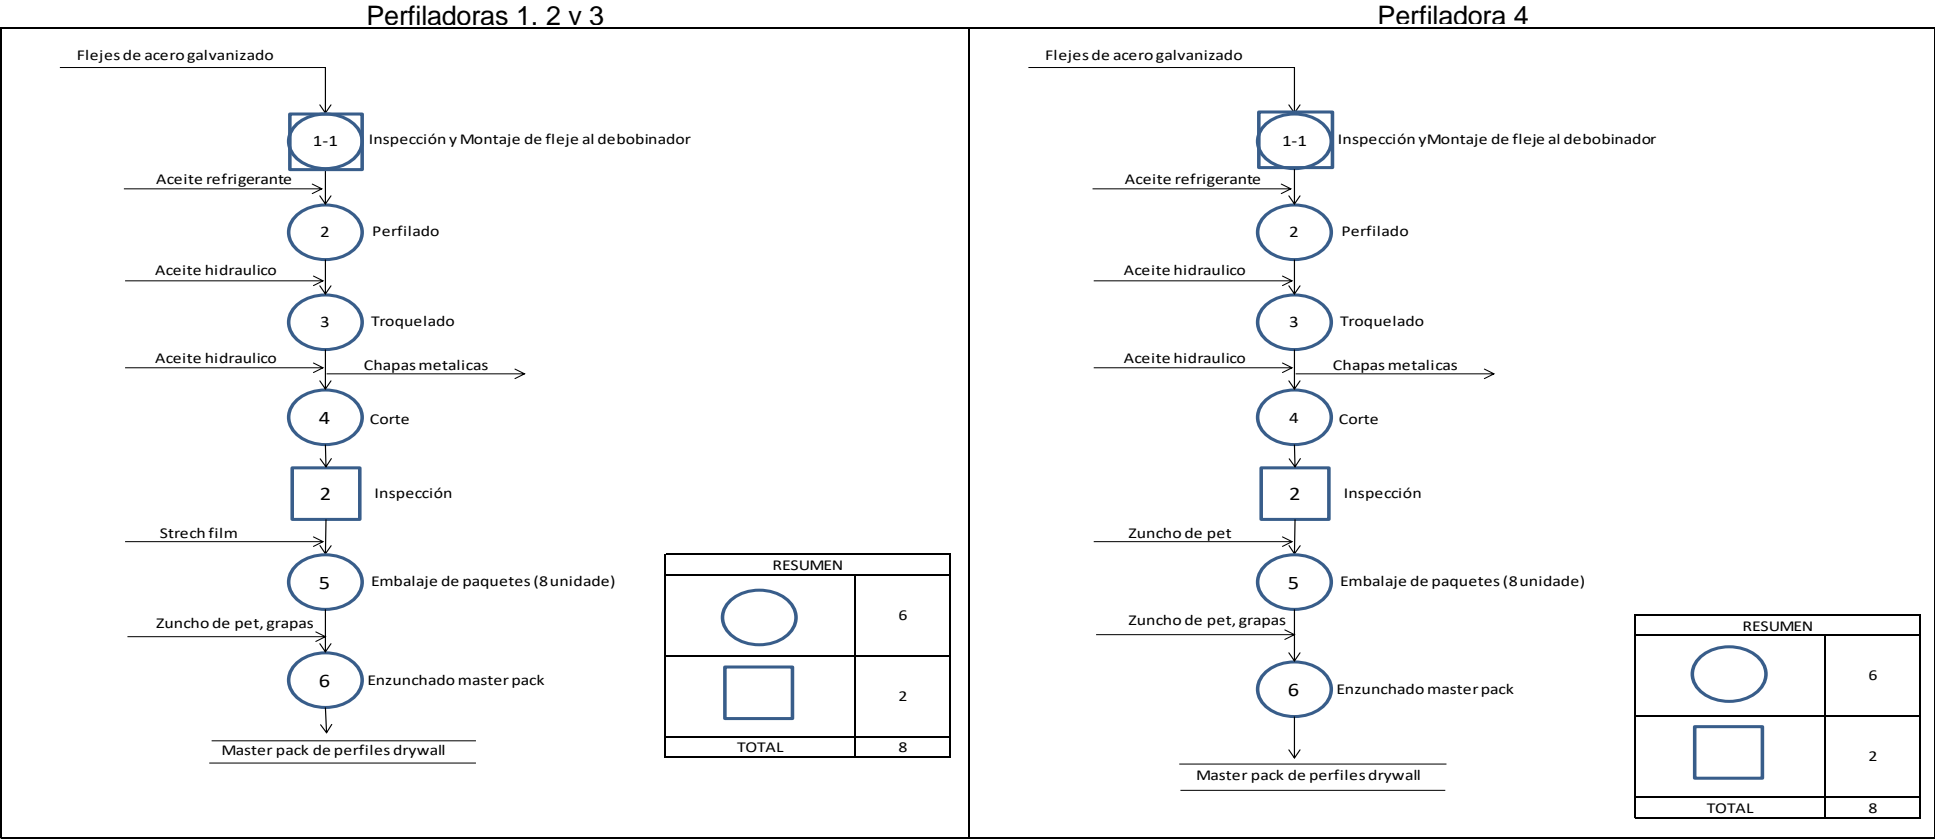 Perfiladoras 1, 2 y 3
Flejes de acero galvanizado
1-1
Inspección y Montaje de fleje al debobinador
Aceite refrigerante
2
Perfilado
Aceite hidraulico
3
Troquelado
Aceite hidraulico
Chapas metalicas
4
Corte
2
Inspección
Strech film
5
Embalaje de paquetes (8 unidade)
Zuncho de pet, grapas
6
Enzunchado master pack
Master pack de perfiles drywall
RESUMEN
6
2
TOTAL 8
Perfiladora 4
Flejes de acero galvanizado
1-1
Inspección yMontaje de fleje al debobinador
Aceite refrigerante
2
Perfilado
Aceite hidraulico
3
Troquelado
Aceite hidraulico
Chapas metalicas
4
Corte
2
Inspección
Zuncho de pet
5
Embalaje de paquetes (8 unidade)
Zuncho de pet, grapas
6
Enzunchado master pack
Master pack de perfiles drywall
RESUMEN
6
2
TOTAL 8